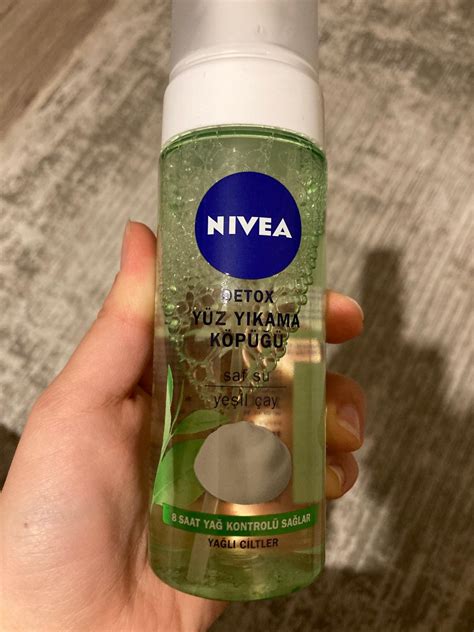 NIVEA
DETOX
YÜZ YIKAMA
KÖPÜĞÜ
saf su
yeşil çay
8 SAAT YAĞ KONTROLÜ SAĞLAR
YAĞLI CİLTLER